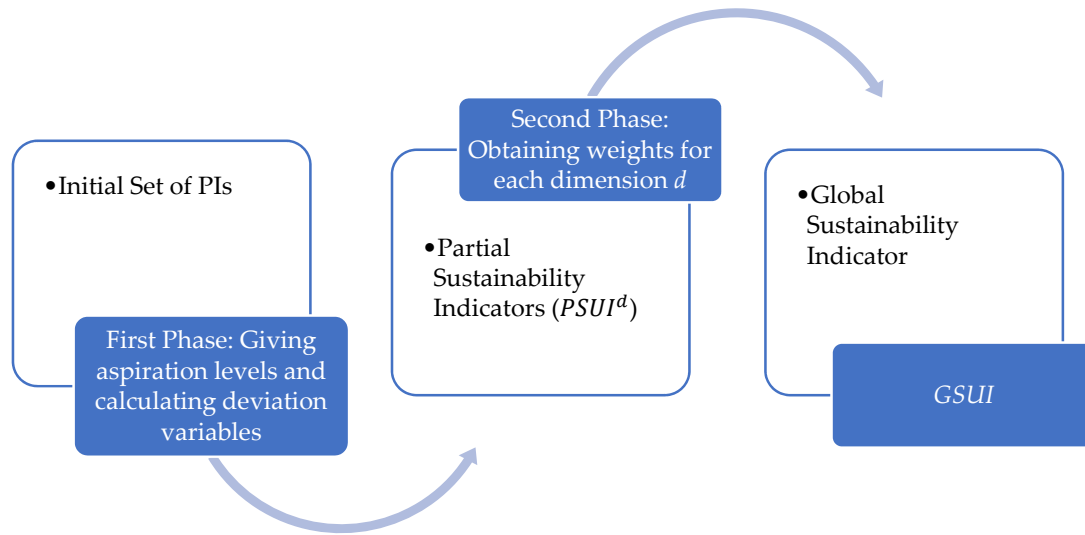 •Initial Set of PIs
First Phase: Giving
aspiration levels and
calculating deviation
variables
Second Phase:
Obtaining weights for
each dimension d
•Partial
Sustainability
Indicators (PSUI^d)
•Global
Sustainability
Indicator
GSUI